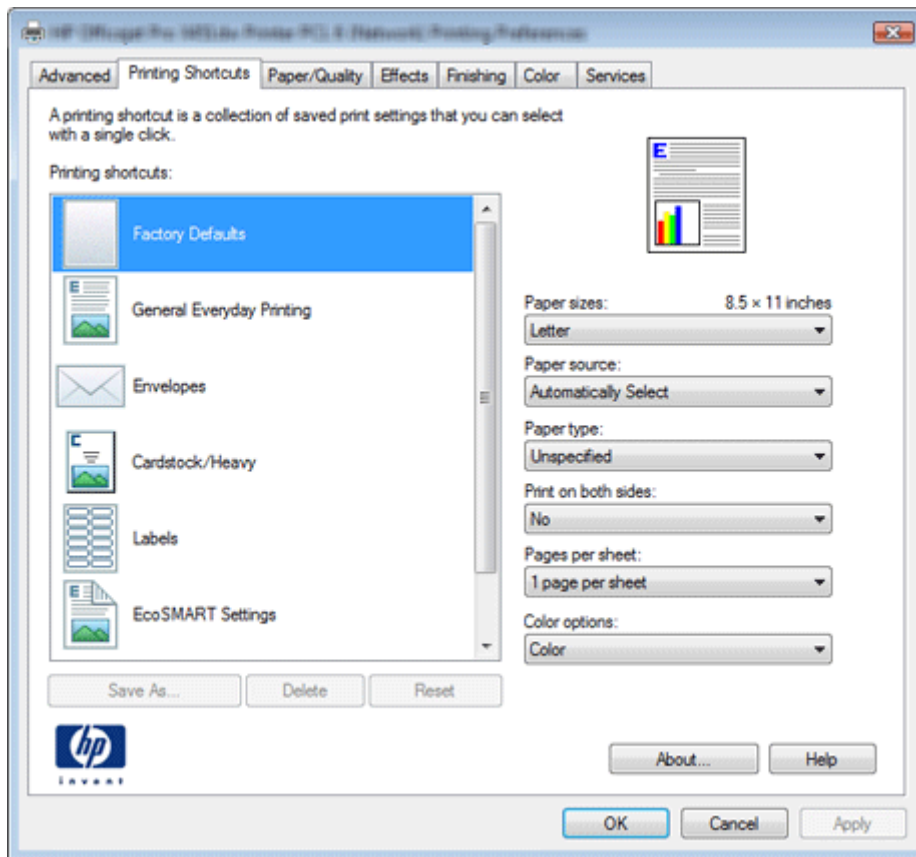 Advanced
Printing Shortcuts
Paper/Quality
Effects
Finishing
Color
Services
A printing shortcut is a collection of saved print settings that you can select
with a single click.
Printing shortcuts:
Factory Defaults
E
General Everyday Printing
Envelopes
C
Cardstock/Heavy
Labels
E
EcoSMART Settings
Save As...
Delete
Reset
E
Paper sizes: 8.5 × 11 inches
Letter
Paper source:
Automatically Select
Paper type:
Unspecified
Print on both sides:
No
Pages per sheet:
1 page per sheet
Color options:
Color
hp
invent
About...
Help
OK
Cancel
Apply